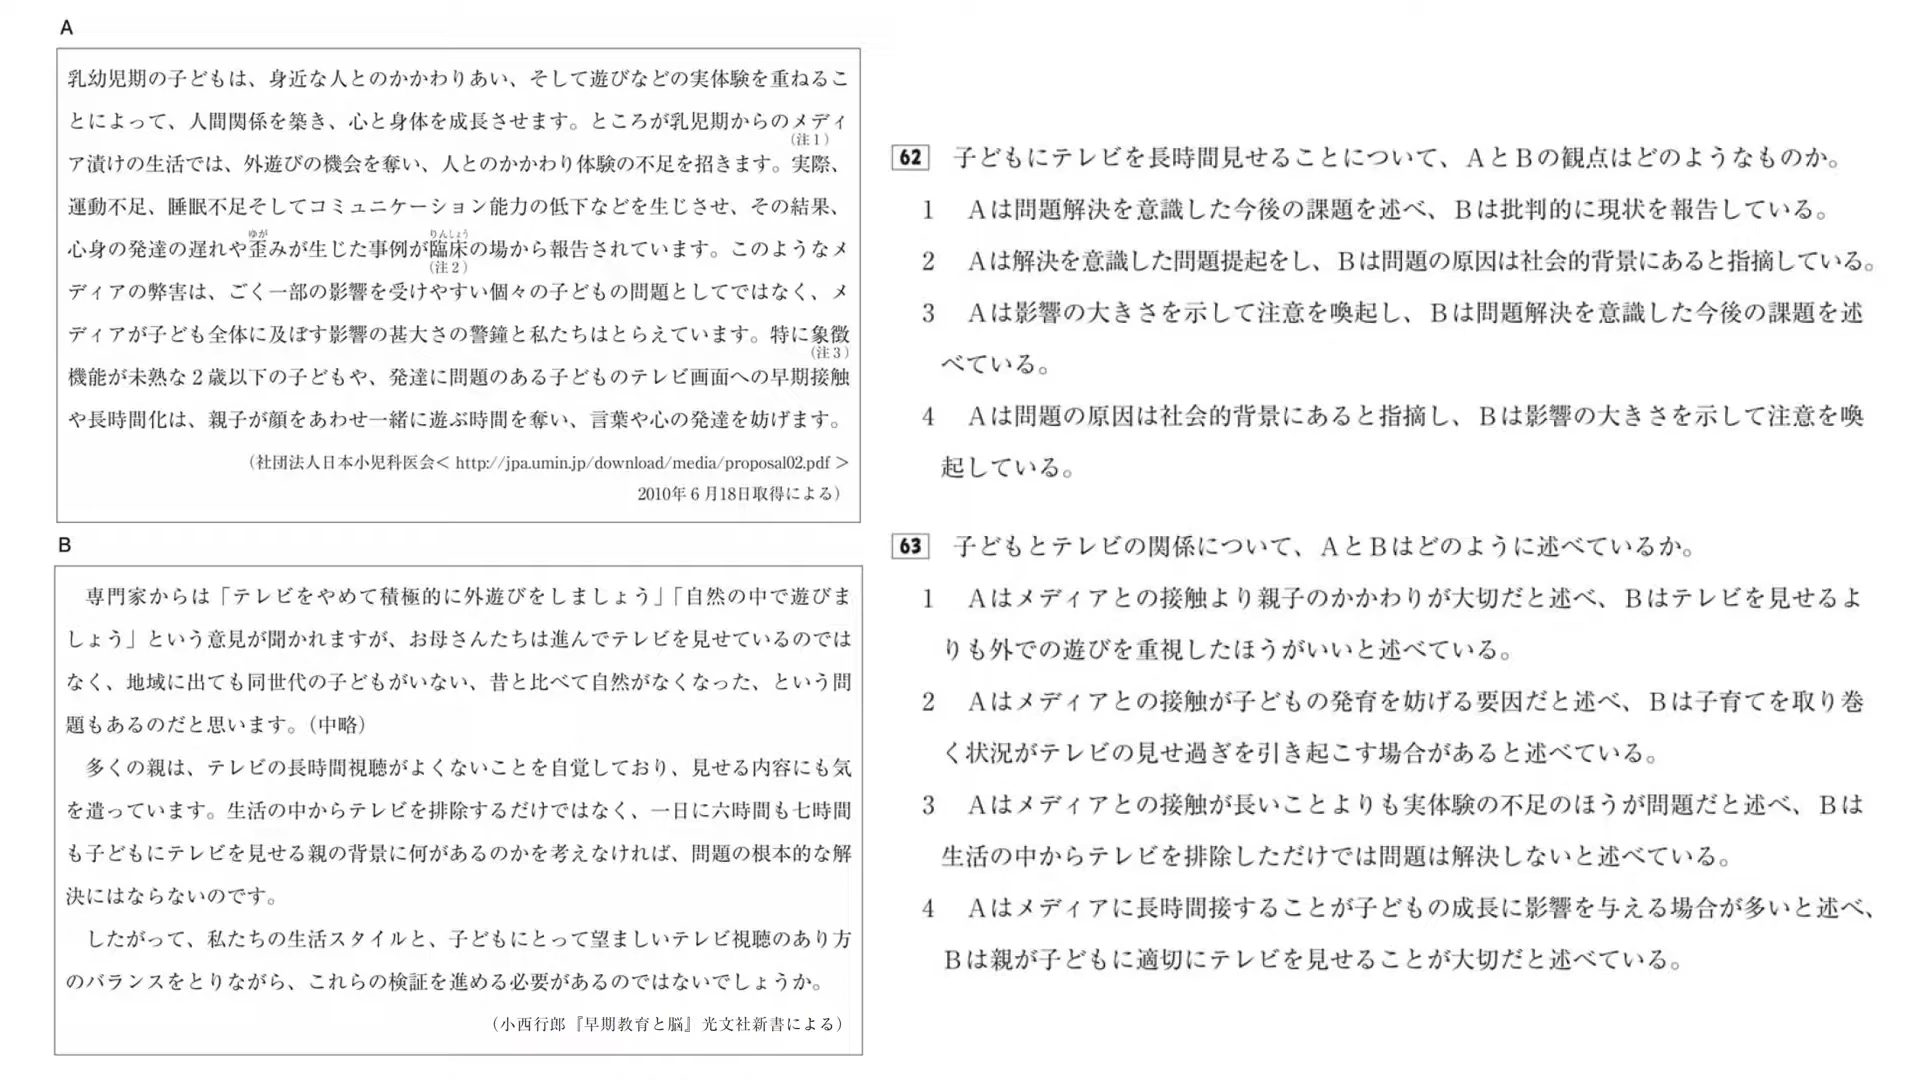 A
乳幼児期の子どもは、身近な人とのかかわりあい、そして遊びなどの実体験を重ねるこ
とによって、人間関係を築き、心と身体を成長させます。ところが乳児期からのメディ
(注1)
ア漬けの生活では、外遊びの機会を奪い、人とのかかわり体験の不足を招きます。実際、
運動不足、睡眠不足そしてコミュニケーション能力の低下などを生じさせ、その結果、
ゆが りんしょう
心身の発達の遅れや歪みが生じた事例が臨床の場から報告されています。このようなメ
(注2)
ディアの弊害は、ごく一部の影響を受けやすい個々の子どもの問題としてではなく、メ
ディアが子ども全体に及ぼす影響の甚大さの警鐘と私たちはとらえています。特に象徴
(注3)
機能が未熟な2歳以下の子どもや、発達に問題のある子どものテレビ画面への早期接触
や長時間化は、親子が顔をあわせ一緒に遊ぶ時間を奪い、言葉や心の発達を妨げます。
(社団法人日本小児科医会< http://jpa.umin.jp/download/media/proposal02.pdf >
2010年6月18日取得による)
B
専門家からは「テレビをやめて積極的に外遊びをしましょう」「自然の中で遊びま
しょう」という意見が聞かれますが、お母さんたちは進んでテレビを見せているのでは
なく、地域に出ても同世代の子どもがいない、昔と比べて自然がなくなった、という問
題もあるのだと思います。(中略)
多くの親は、テレビの長時間視聴がよくないことを自覚しており、見せる内容にも気
を遣っています。生活の中からテレビを排除するだけではなく、一日に六時間も七時間
も子どもにテレビを見せる親の背景に何があるのかを考えなければ、問題の根本的な解
決にはならないのです。
したがって、私たちの生活スタイルと、子どもにとって望ましいテレビ視聴のあり方
のバランスをとりながら、これらの検証を進める必要があるのではないでしょうか。
(小西行郎『早期教育と脳』光文社新書による)
62 子どもにテレビを長時間見せることについて、AとBの観点はどのようなものか。
1 Aは問題解決を意識した今後の課題を述べ、Bは批判的に現状を報告している。
2 Aは解決を意識した問題提起をし、Bは問題の原因は社会的背景にあると指摘している。
3 Aは影響の大きさを示して注意を喚起し、Bは問題解決を意識した今後の課題を述
べている。
4 Aは問題の原因は社会的背景にあると指摘し、Bは影響の大きさを示して注意を喚
起している。
63 子どもとテレビの関係について、AとBはどのように述べているか。
1 Aはメディアとの接触より親子のかかわりが大切だと述べ、Bはテレビを見せるよ
りも外での遊びを重視したほうがいいと述べている。
2 Aはメディアとの接触が子どもの発育を妨げる要因だと述べ、Bは子育てを取り巻
く状況がテレビの見せ過ぎを引き起こす場合があると述べている。
3 Aはメディアとの接触が長いことよりも実体験の不足のほうが問題だと述べ、Bは
生活の中からテレビを排除しただけでは問題は解決しないと述べている。
4 Aはメディアに長時間接することが子どもの成長に影響を与える場合が多いと述べ、
Bは親が子どもに適切にテレビを見せることが大切だと述べている。